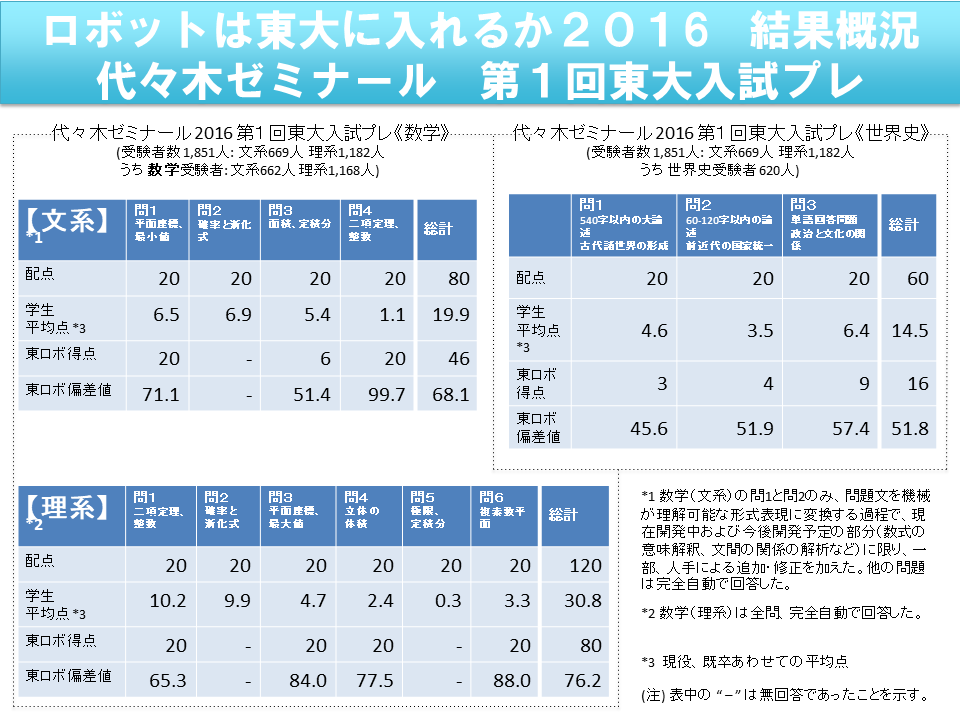 ロボットは東大に入れるか２０１６　結果概況
代々木ゼミナール　第１回東大入試プレ
代々木ゼミナール 2016 第１回東大入試プレ《数学》
(受験者数 1,851人: 文系669人 理系1,182人
うち 数学受験者: 文系662人 理系1,168人)
【文系】
*1
問1
平面座標、
最小値
問2
確率と漸化
式
問3
面積、定積分
問4
二項定理、
整数
総計
配点 20 20 20 20 80
学生
平均点 *3 6.5 6.9 5.4 1.1 19.9
東ロボ得点 20 - 6 20 46
東ロボ偏差値 71.1 - 51.4 99.7 68.1
代々木ゼミナール 2016 第１回東大入試プレ《世界史》
(受験者数 1,851人: 文系669人 理系1,182人
うち 世界史受験者 620人)
問1
540字以内の大論
述
古代諸世界の形成
問2
60-120字以内の論
述
前近代の国家統一
問3
単語回答問題
政治と文化の関
係
総計
配点 20 20 20 60
学生
平均点
*3 4.6 3.5 6.4 14.5
東ロボ
得点 3 4 9 16
東ロボ
偏差値 45.6 51.9 57.4 51.8
【理系】
*2
問1
二項定理、
整数
問2
確率と
漸化式
問3
平面座標、
最大値
問4
立体の
体積
問5
極限、
定積分
問6
複素数平
面
総計
配点 20 20 20 20 20 20 120
学生
平均点 *3 10.2 9.9 4.7 2.4 0.3 3.3 30.8
東ロボ得点 20 - 20 20 - 20 80
東ロボ偏差値 65.3 - 84.0 77.5 - 88.0 76.2
*1 数学（文系）の問1と問2のみ、問題文を機械
が理解可能な形式表現に変換する過程で、現
在開発中および今後開発予定の部分（数式の
意味解釈、文間の関係の解析など）に限り、一
部、人手による追加・修正を加えた。他の問題
は完全自動で回答した。
*2 数学（理系）は全問、完全自動で回答した。
*3 現役、既卒あわせての平均点
(注) 表中の “－”は無回答であったことを示す。